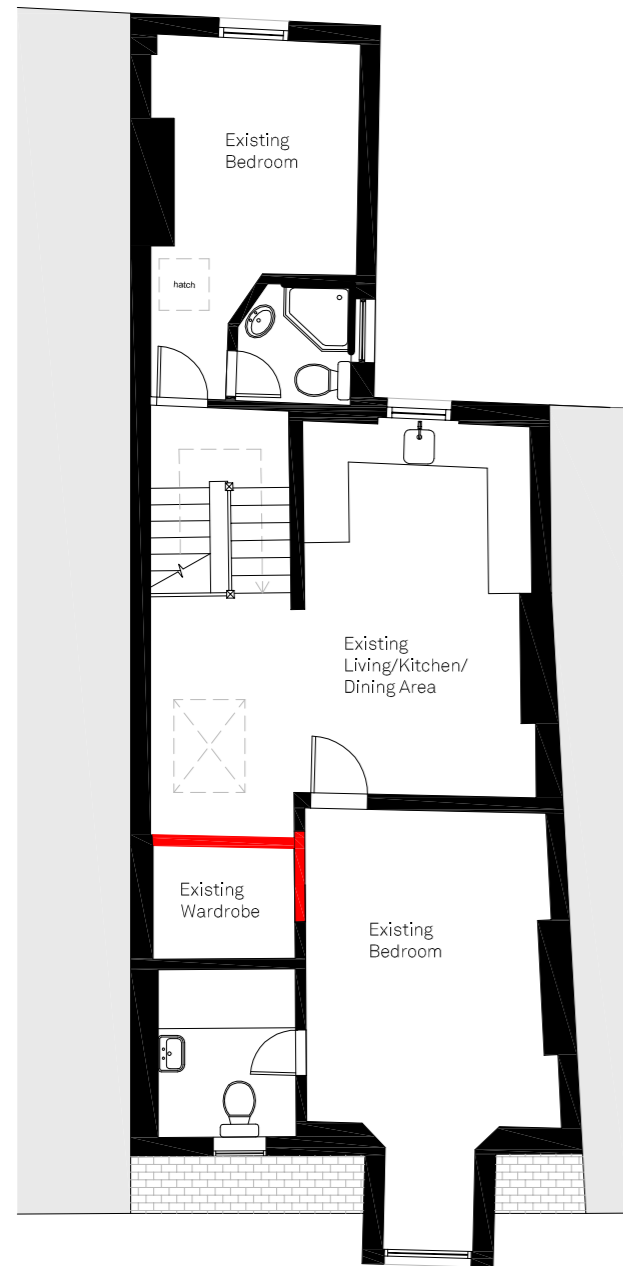 Existing
Bedroom
hatch
Existing
Living/Kitchen/
Dining Area
Existing
Wardrobe
Existing
Bedroom